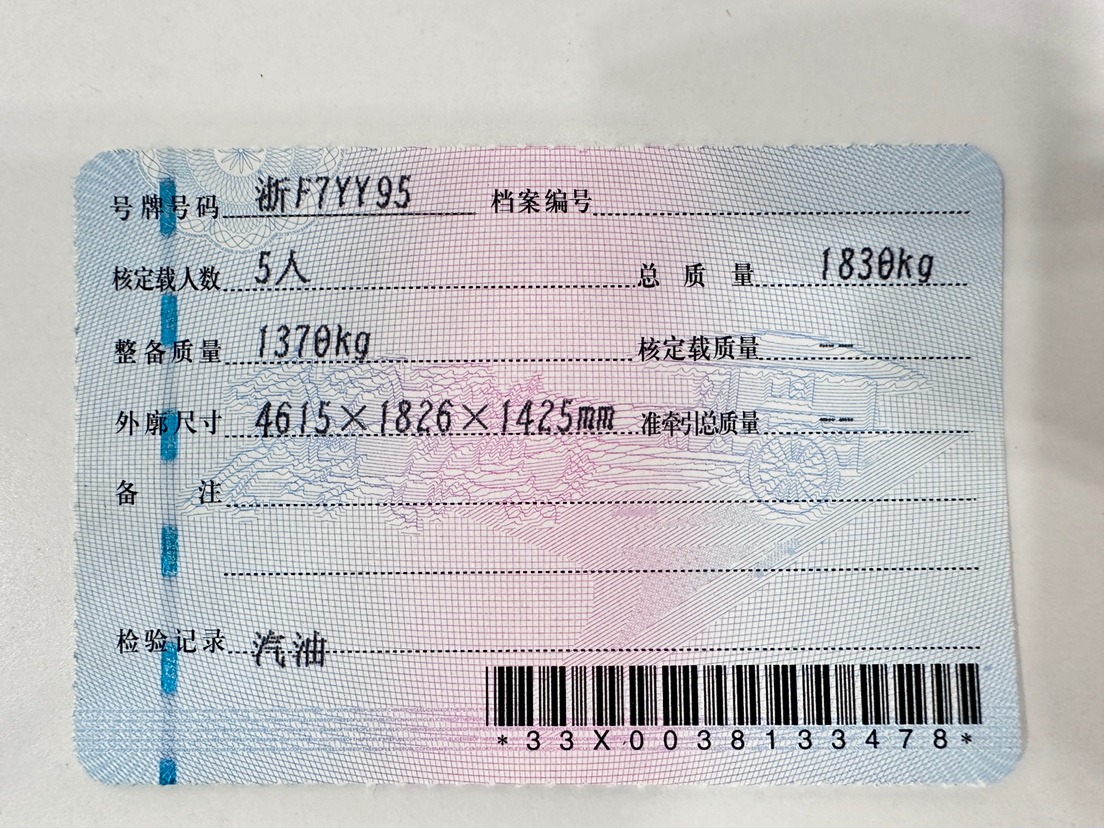 号牌号码 浙F7YY95 档案编号
核定载人数 5人 总质量 1830kg
整备质量 1370kg 核定载质量 ——
外廓尺寸 4615×1826×1425mm 准牵引总质量 ——
备注
检验记录 汽油
*33X0038133478*